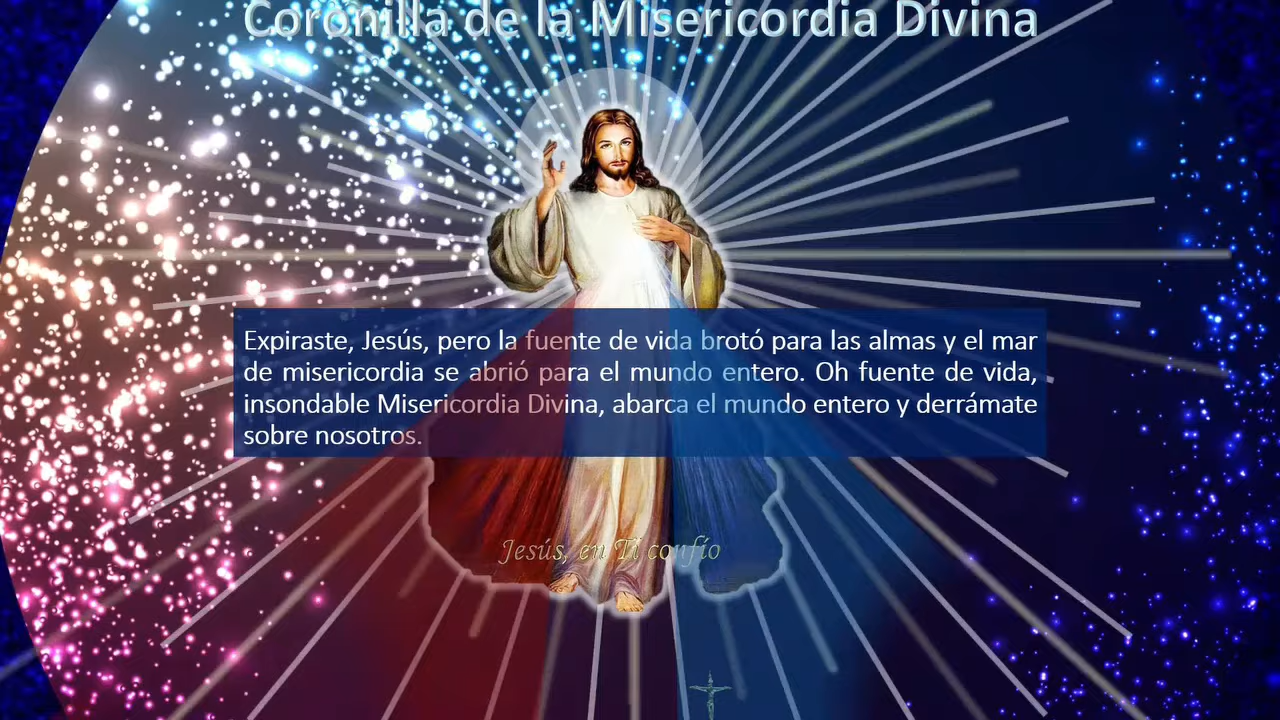 Coronilla de la Misericordia Divina
Expiraste, Jesús, pero la fuente de vida brotó para las almas y el mar
de misericordia se abrió para el mundo entero. Oh fuente de vida,
insondable Misericordia Divina, abarca el mundo entero y derrámate
sobre nosotros.
Jesús, en Ti confío